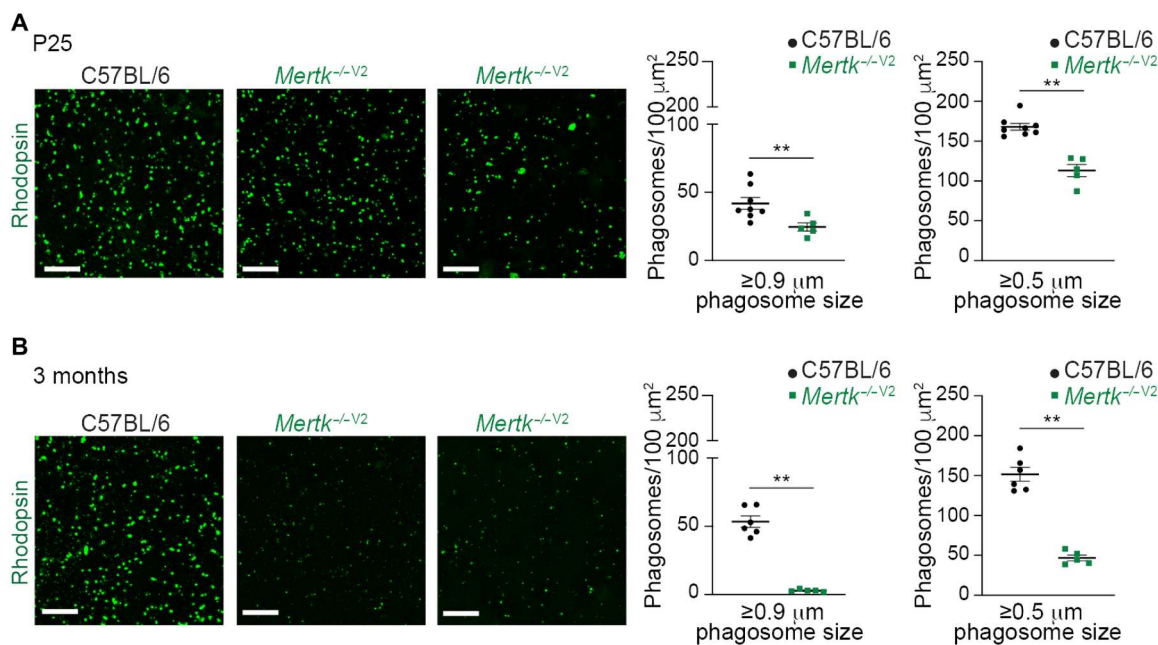 A
P25
C57BL/6
Mertk⁻/⁻ⱽ²
Mertk⁻/⁻ⱽ²
Rhodopsin
Phagosomes/100 μm²
250
200
100
50
0
C57BL/6
Mertk⁻/⁻ⱽ²
**
≥0.9 μm
phagosome size
Phagosomes/100 μm²
250
200
150
100
50
0
C57BL/6
Mertk⁻/⁻ⱽ²
**
≥0.5 μm
phagosome size
B
3 months
C57BL/6
Mertk⁻/⁻ⱽ²
Mertk⁻/⁻ⱽ²
Rhodopsin
Phagosomes/100 μm²
250
200
100
50
0
C57BL/6
Mertk⁻/⁻ⱽ²
**
≥0.9 μm
phagosome size
Phagosomes/100 μm²
250
200
150
100
50
0
C57BL/6
Mertk⁻/⁻ⱽ²
**
≥0.5 μm
phagosome size